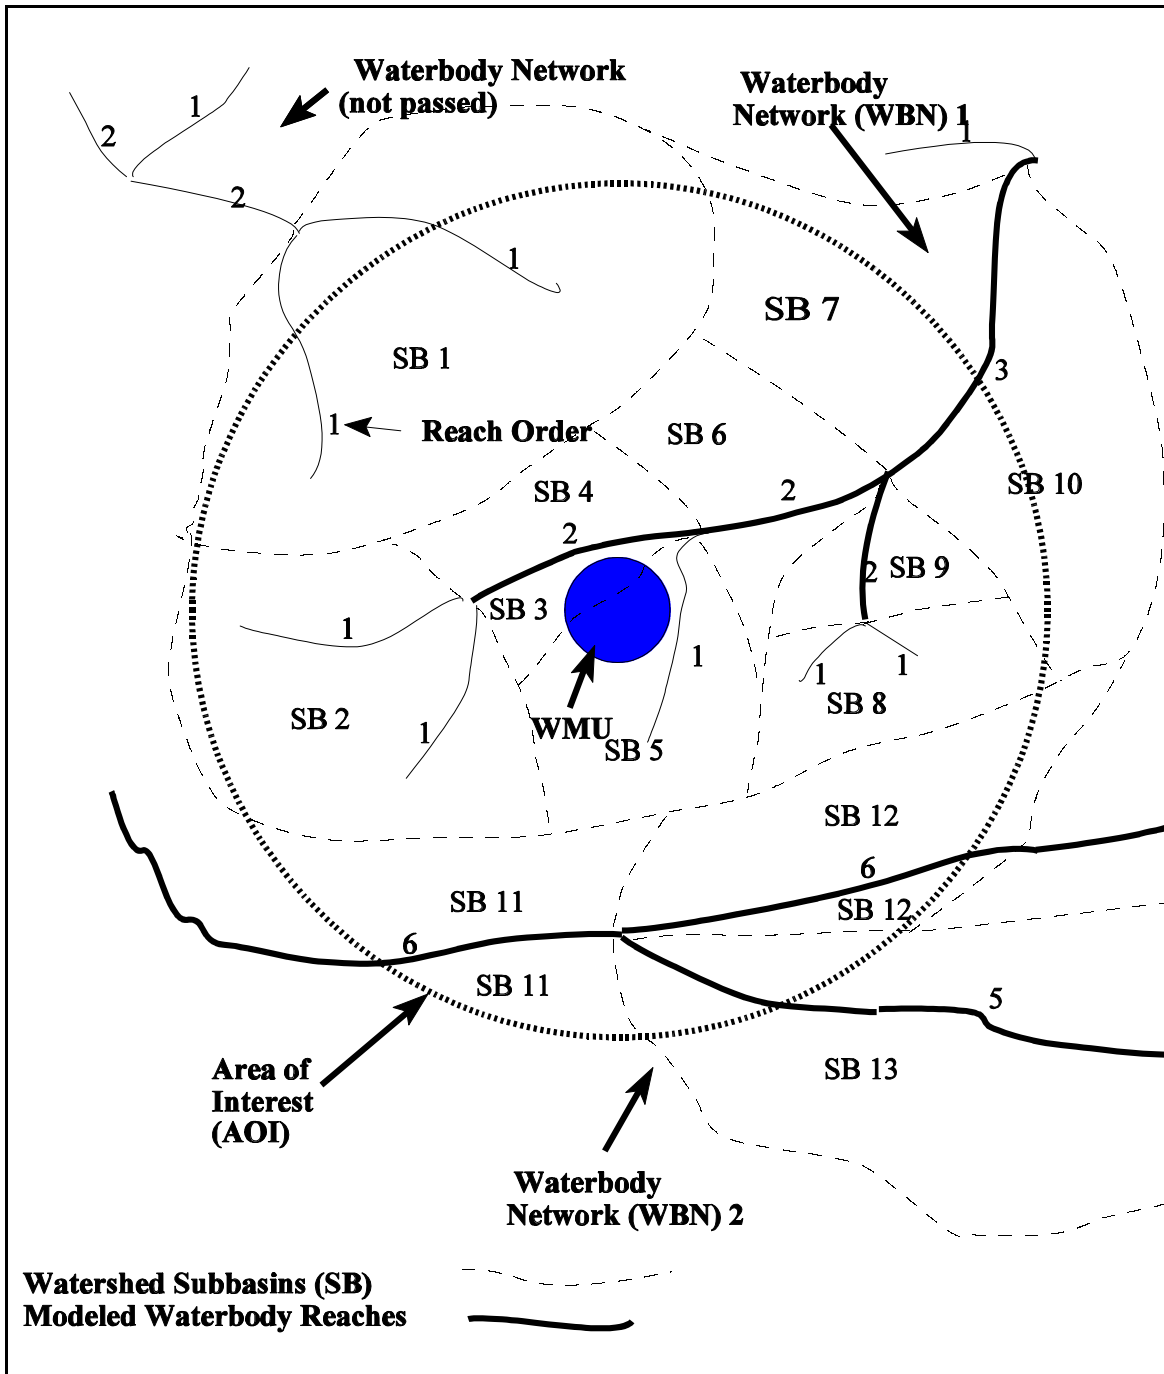 Waterbody Network
(not passed)
Waterbody
Network (WBN) 1
1
1
2
2
1
SB 7
SB 1
3
1
Reach Order
SB 6
SB 4
2
SB 10
2
2
SB 9
SB 3
1
1
1
1
SB 8
SB 2
1
WMU
SB 5
SB 12
6
SB 11
SB 12
6
SB 11
5
SB 13
Area of
Interest
(AOI)
Waterbody
Network (WBN) 2
Watershed Subbasins (SB)
Modeled Waterbody Reaches